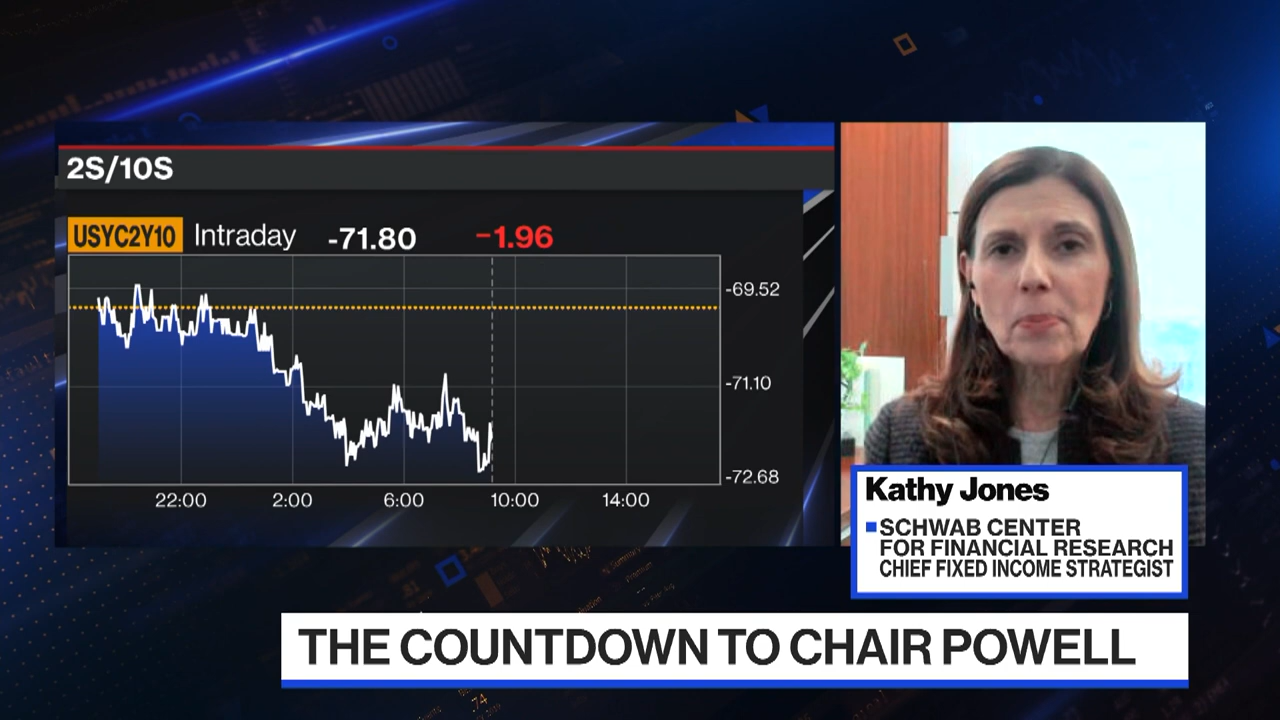 2S/10S
USYC2Y10 Intraday -71.80 −1.96
-69.52
-71.10
-72.68
22:00 2:00 6:00 10:00 14:00
Kathy Jones
SCHWAB CENTER
FOR FINANCIAL RESEARCH
CHIEF FIXED INCOME STRATEGIST
THE COUNTDOWN TO CHAIR POWELL